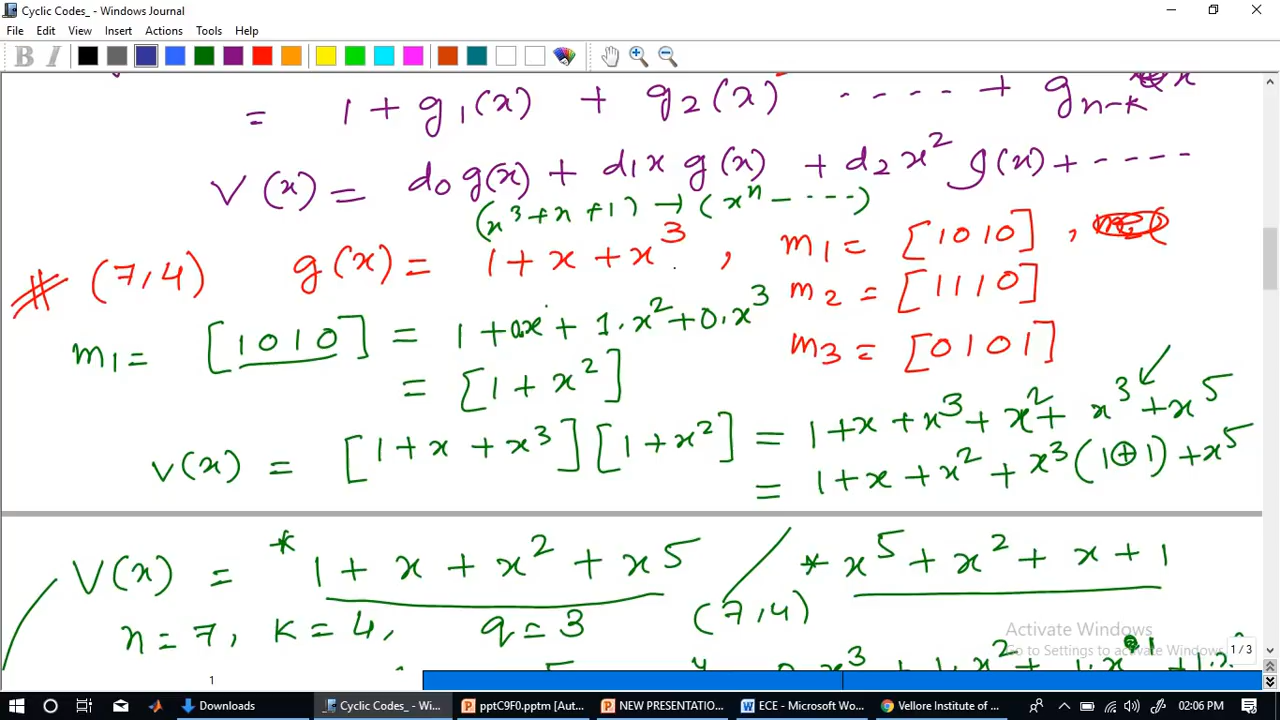 Cyclic Codes_ - Windows Journal
File Edit View Insert Actions Tools Help
= 1 + g1(x) + g2(x) ---- + gn-k x
V(x) = d0 g(x) + d1x g(x) + d2 x² g(x) + ----
(x³ + x + 1) → (x^n - ---)
# (7,4) g(x) = 1 + x + x³ , m1 = [1010] ,
m2 = [1110]
m1 = [1010] = 1 + 0x + 1.x² + 0.x³
m3 = [0101]
= [1 + x²]
v(x) = [1 + x + x³][1 + x²] = 1 + x + x³ + x² + x³ + x⁵
= 1 + x + x² + x³(1⊕1) + x⁵
V(x) = * 1 + x + x² + x5 * x⁵ + x² + x + 1
n = 7, k = 4, q = 3 (7,4)
Activate Windows
Go to Settings to activate Windows.
1 / 3
1
Downloads Cyclic Codes_ - Wi... pptC9F0.pptm [Aut... NEW PRESENTATIO... ECE - Microsoft Wo... Vellore Institute of ... 02:06 PM